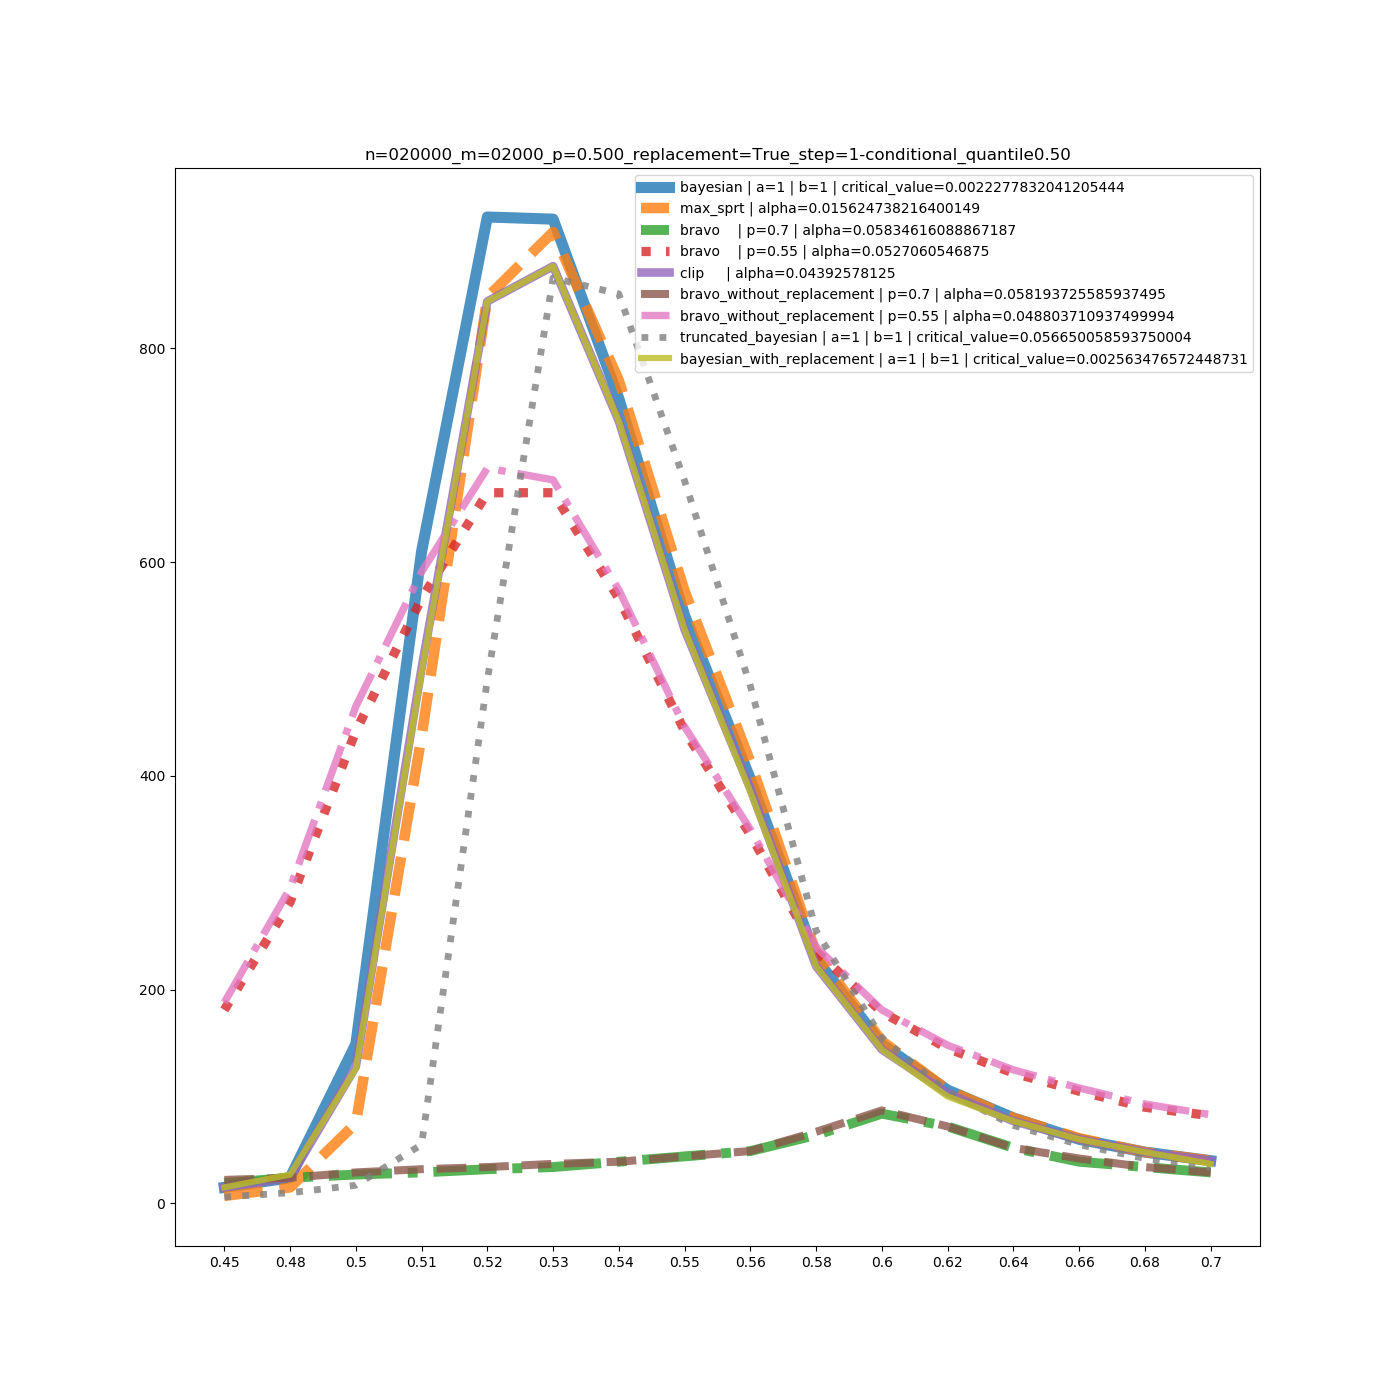 n=020000_m=02000_p=0.500_replacement=True_step=1-conditional_quantile0.50
bayesian | a=1 | b=1 | critical_value=0.0022277832041205444
max_sprt | alpha=0.015624738216400149
bravo    | p=0.7 | alpha=0.05834616088867187
bravo    | p=0.55 | alpha=0.0527060546875
clip     | alpha=0.04392578125
bravo_without_replacement | p=0.7 | alpha=0.058193725585937495
bravo_without_replacement | p=0.55 | alpha=0.048803710937499994
truncated_bayesian | a=1 | b=1 | critical_value=0.056650058593750004
bayesian_with_replacement | a=1 | b=1 | critical_value=0.002563476572448731
800
600
400
200
0
0.45 0.48 0.5 0.51 0.52 0.53 0.54 0.55 0.56 0.58 0.6 0.62 0.64 0.66 0.68 0.7